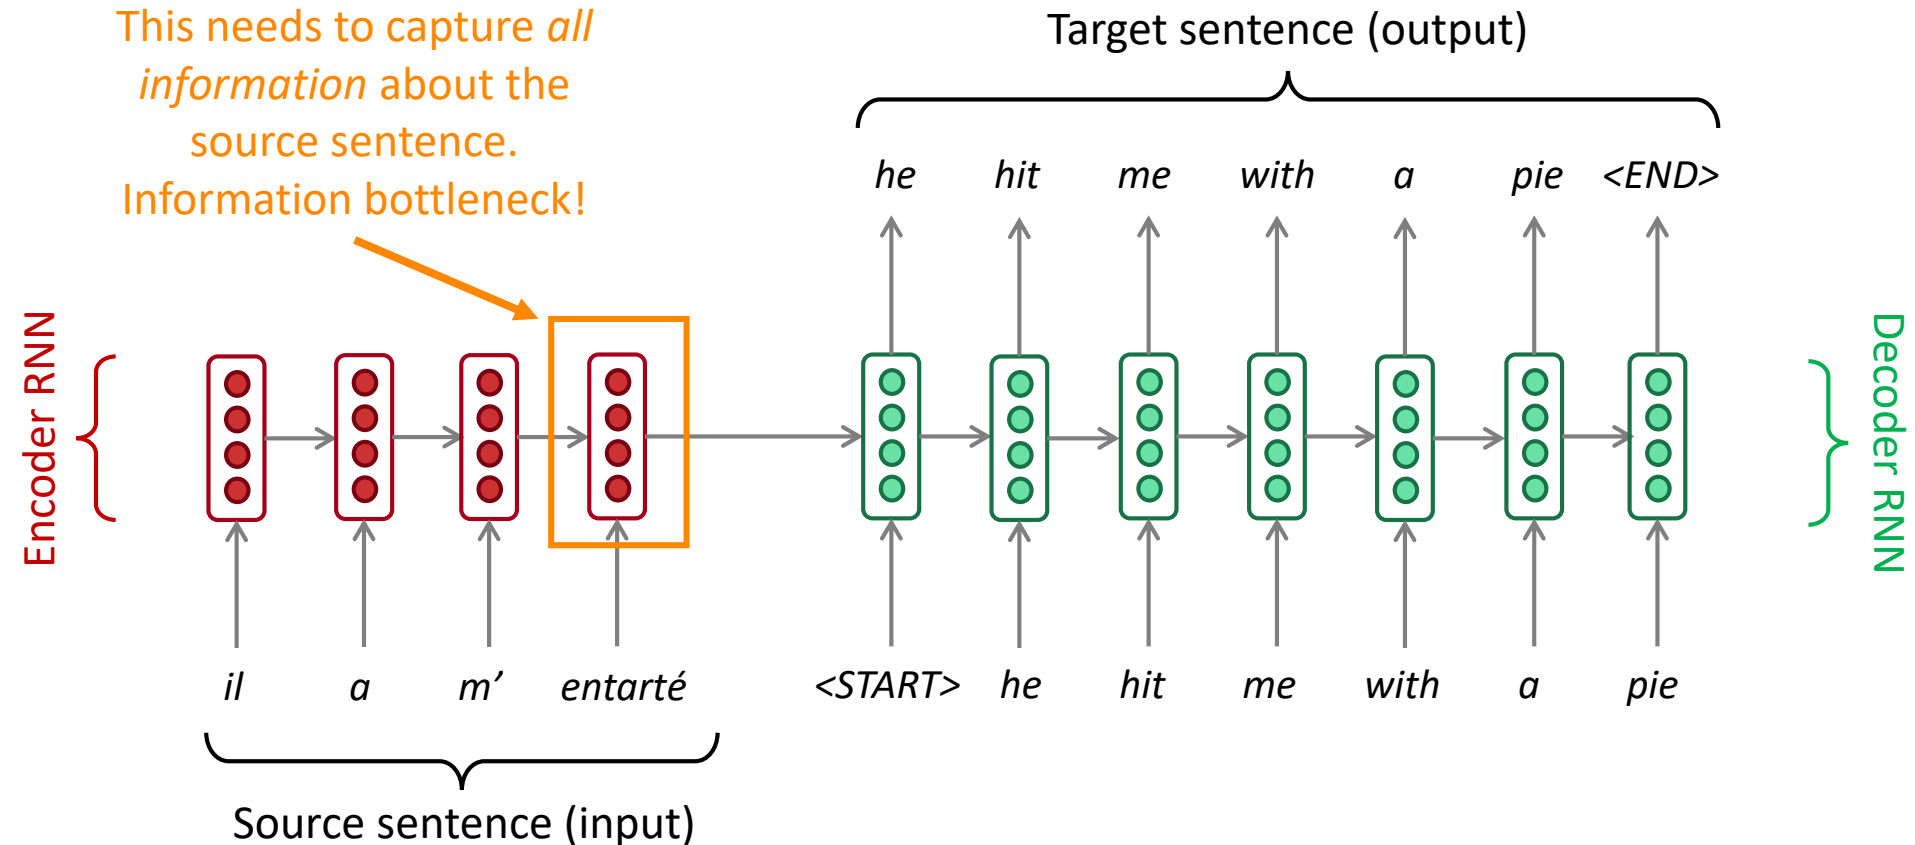 This needs to capture all
information about the
source sentence.
Information bottleneck!
Target sentence (output)
he hit me with a pie <END>
Encoder RNN
Decoder RNN
il a m’ entarté
<START> he hit me with a pie
Source sentence (input)